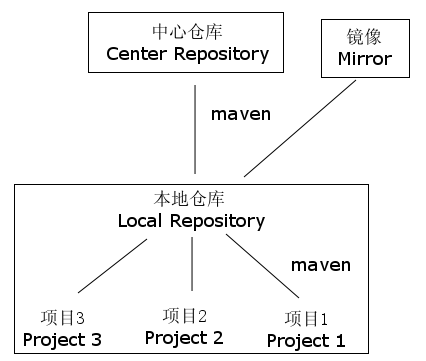 中心仓库
Center Repository
镜像
Mirror
maven
本地仓库
Local Repository
maven
项目3
Project 3
项目2
Project 2
项目1
Project 1